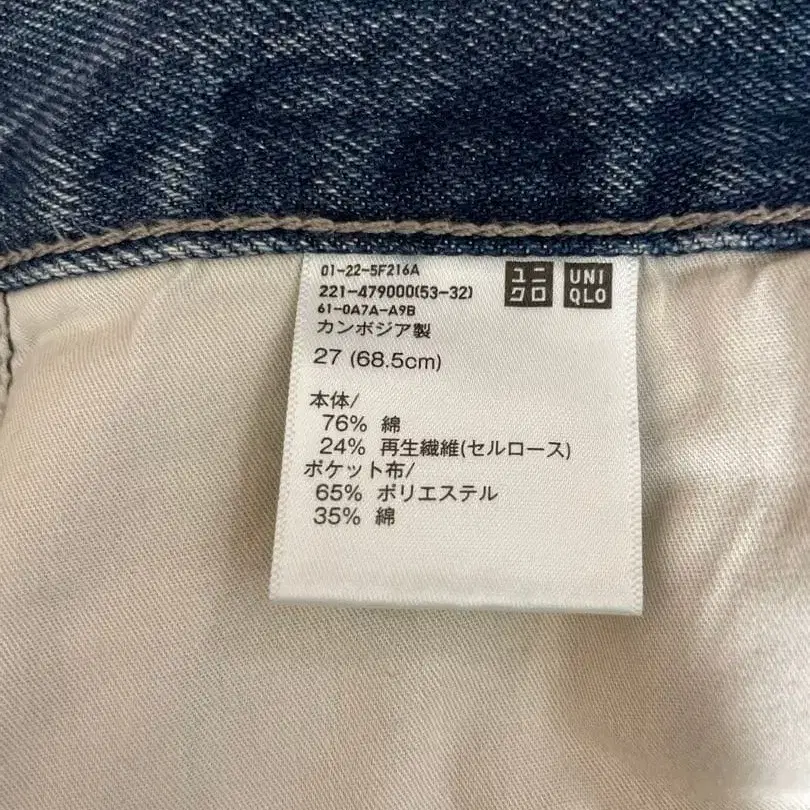 01-22-5F216A
221-479000(53-32)
61-0A7A-A9B
カンボジア製
ユニ
クロ
UNI
QLO
27 (68.5cm)
本体/
76% 綿
24% 再生繊維(セルロース)
ポケット布/
65% ポリエステル
35% 綿